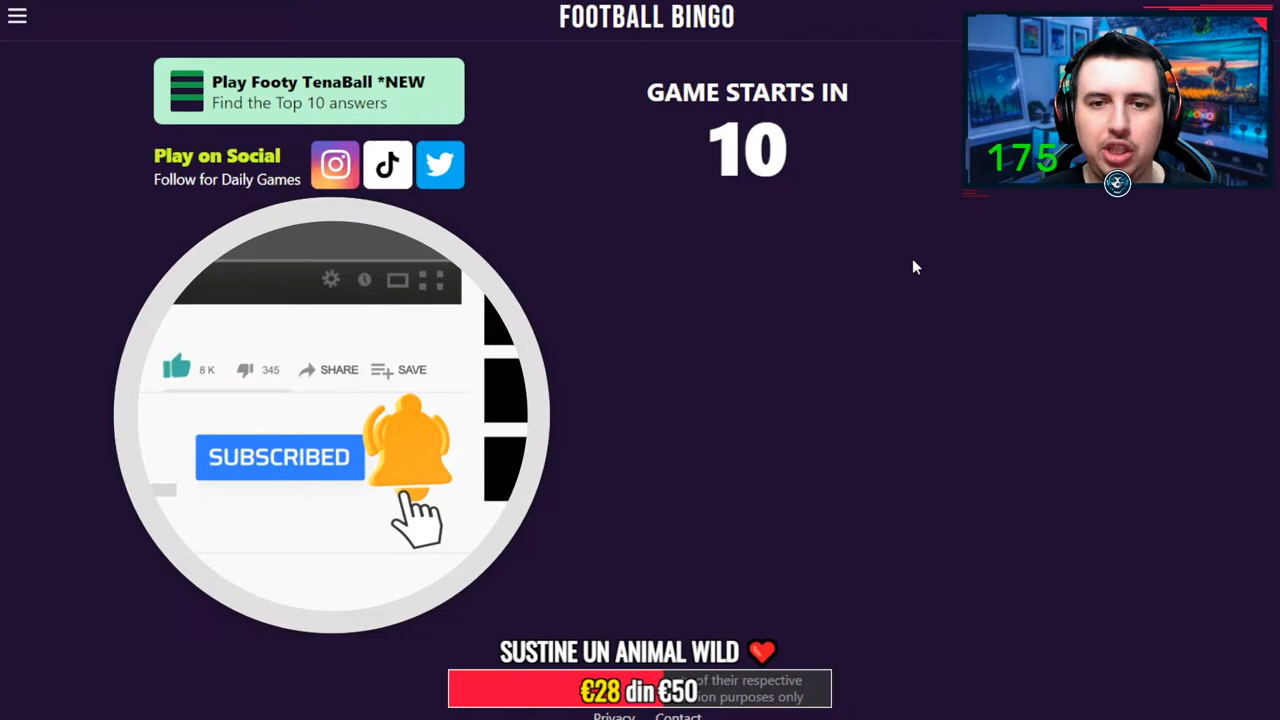 FOOTBALL BINGO
Play Footy TenaBall *NEW
Find the Top 10 answers
GAME STARTS IN
10
175
Play on Social
Follow for Daily Games
8 K
345
SHARE
SAVE
SUBSCRIBED
SUSTINE UN ANIMAL WILD
of their respective
€28 din €50
purposes only
Privacy Contact